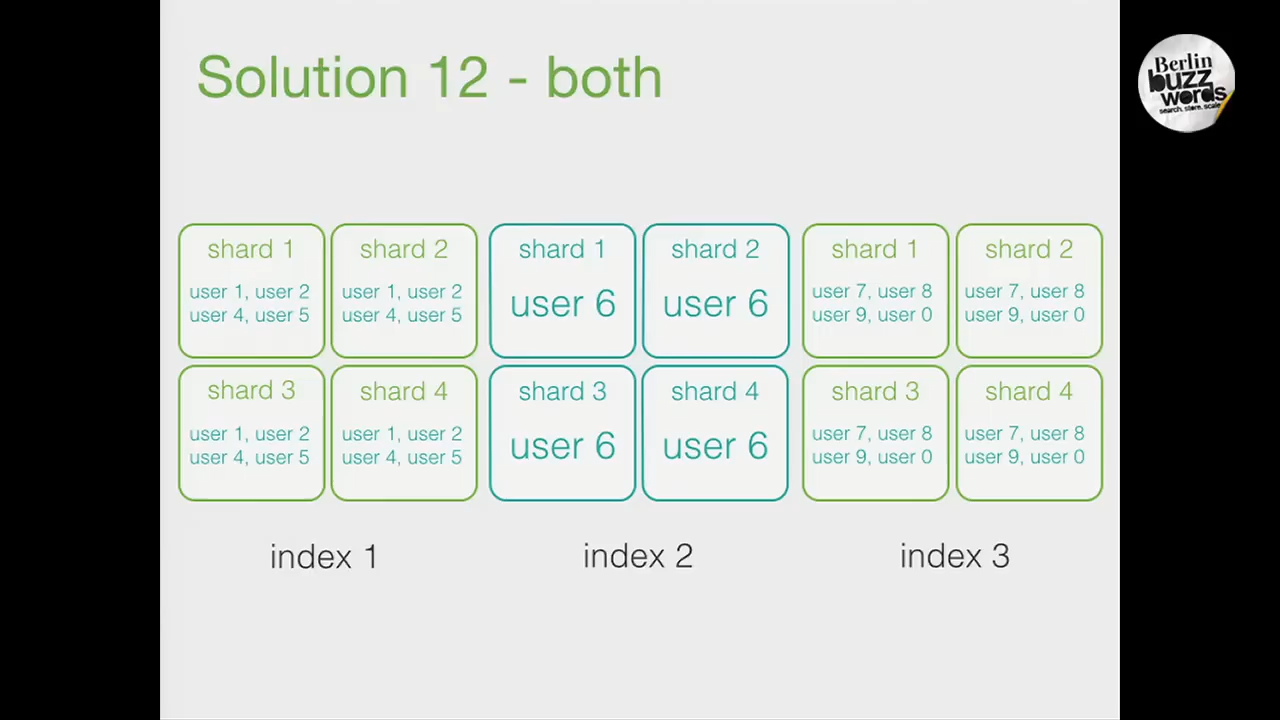 Solution 12 - both
Berlin
buzz
words
search. store. scale
shard 1
user 1, user 2
user 4, user 5
shard 2
user 1, user 2
user 4, user 5
shard 1
user 6
shard 2
user 6
shard 1
user 7, user 8
user 9, user 0
shard 2
user 7, user 8
user 9, user 0
shard 3
user 1, user 2
user 4, user 5
shard 4
user 1, user 2
user 4, user 5
shard 3
user 6
shard 4
user 6
shard 3
user 7, user 8
user 9, user 0
shard 4
user 7, user 8
user 9, user 0
index 1
index 2
index 3